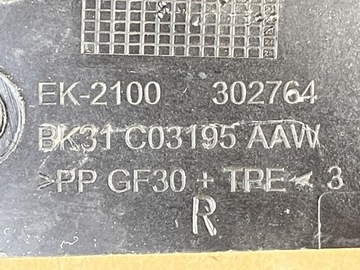 EK-2100 302764
BK31 C03195 AAW
>PP GF30 + TPE< 3
R